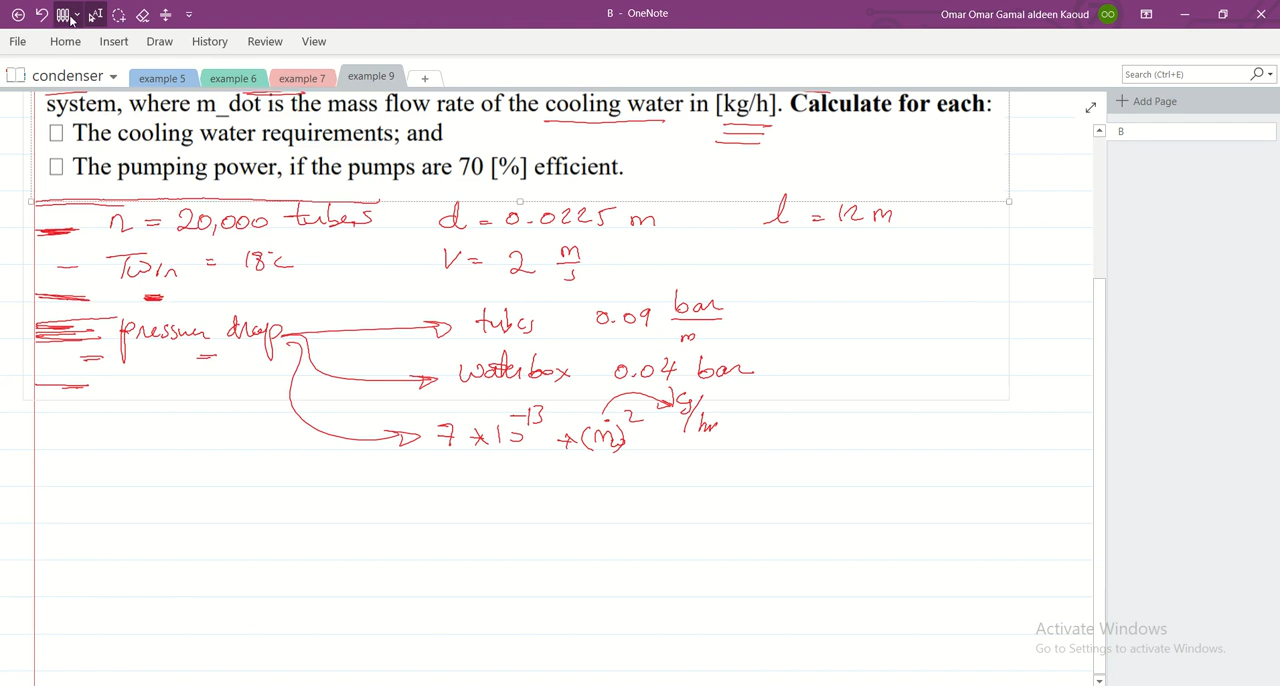 B - OneNote
Omar Omar Gamal aldeen Kaoud OO
File Home Insert Draw History Review View
condenser example 5 example 6 example 7 example 9 +
Search (Ctrl+E)
Add Page
B
system, where m_dot is the mass flow rate of the cooling water in [kg/h]. Calculate for each:
□ The cooling water requirements; and
□ The pumping power, if the pumps are 70 [%] efficient.
n = 20,000 tubes d = 0.0225 m l = 12 m
- Twin = 18°C V = 2 m/s
pressure drop tubes 0.09 bar/m
waterbox 0.04 bar
7 * 10^-13 * (ṁ)^2 kg/hr
Activate Windows
Go to Settings to activate Windows.